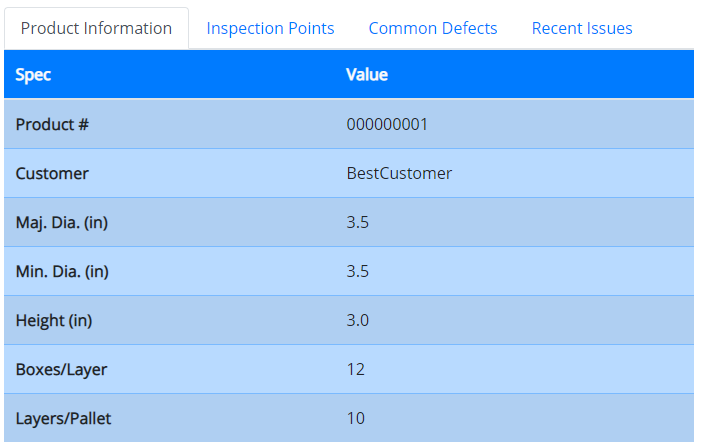 Product Information Inspection Points Common Defects Recent Issues
Spec Value
Product # 000000001
Customer BestCustomer
Maj. Dia. (in) 3.5
Min. Dia. (in) 3.5
Height (in) 3.0
Boxes/Layer 12
Layers/Pallet 10